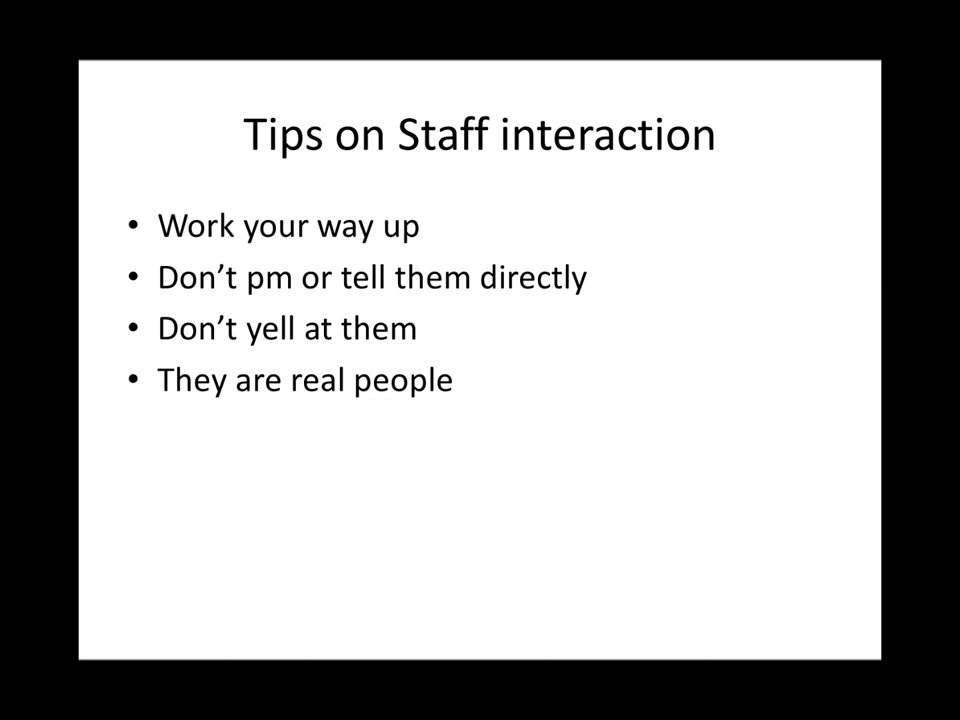 Tips on Staff interaction
• Work your way up
• Don’t pm or tell them directly
• Don’t yell at them
• They are real people